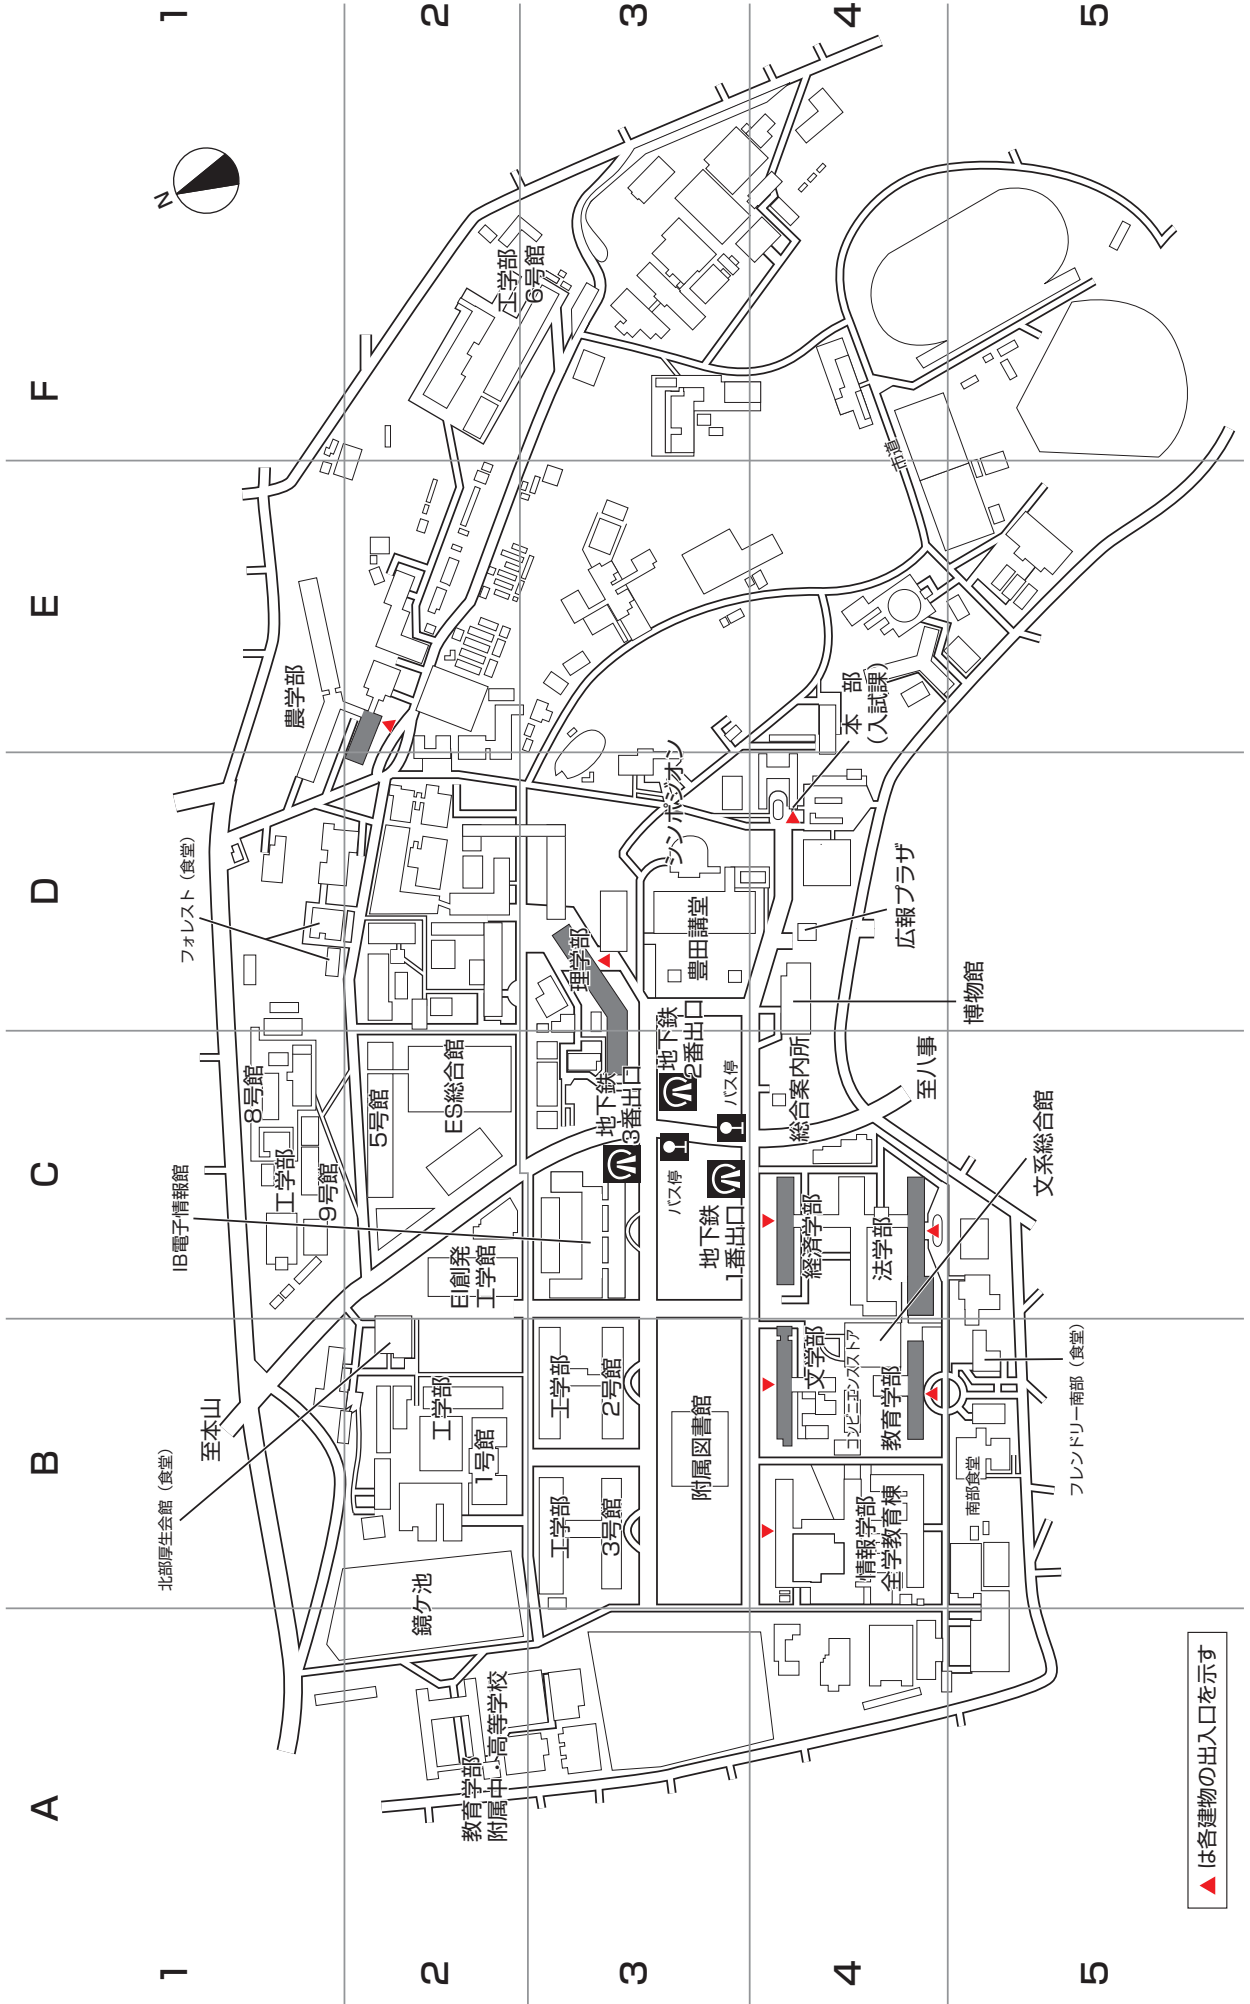 A
B
C
D
E
F
1
2
3
4
5
1
2
3
4
5
N
農学部
工学部
6号館
フォレスト（食堂）
8号館
工学部
9号館
IB電子情報館
5号館
ES総合館
EI創発
工学館
至本山
北部厚生会館（食堂）
工学部
1号館
鏡ケ池
教育学部
附属中・高等学校
理学部
シンポジオン
豊田講堂
地下鉄
2番出口
地下鉄
3番出口
バス停
バス停
地下鉄
1番出口
工学部
2号館
工学部
3号館
附属図書館
市道
本　部
（入試課）
広報プラザ
博物館
総合案内所
至八事
文系総合館
経済学部
法学部
文学部
コンビニエンスストア
教育学部
情報学部
全学教育棟
南部食堂
フレンドリー南部（食堂）
▲は各建物の出入口を示す